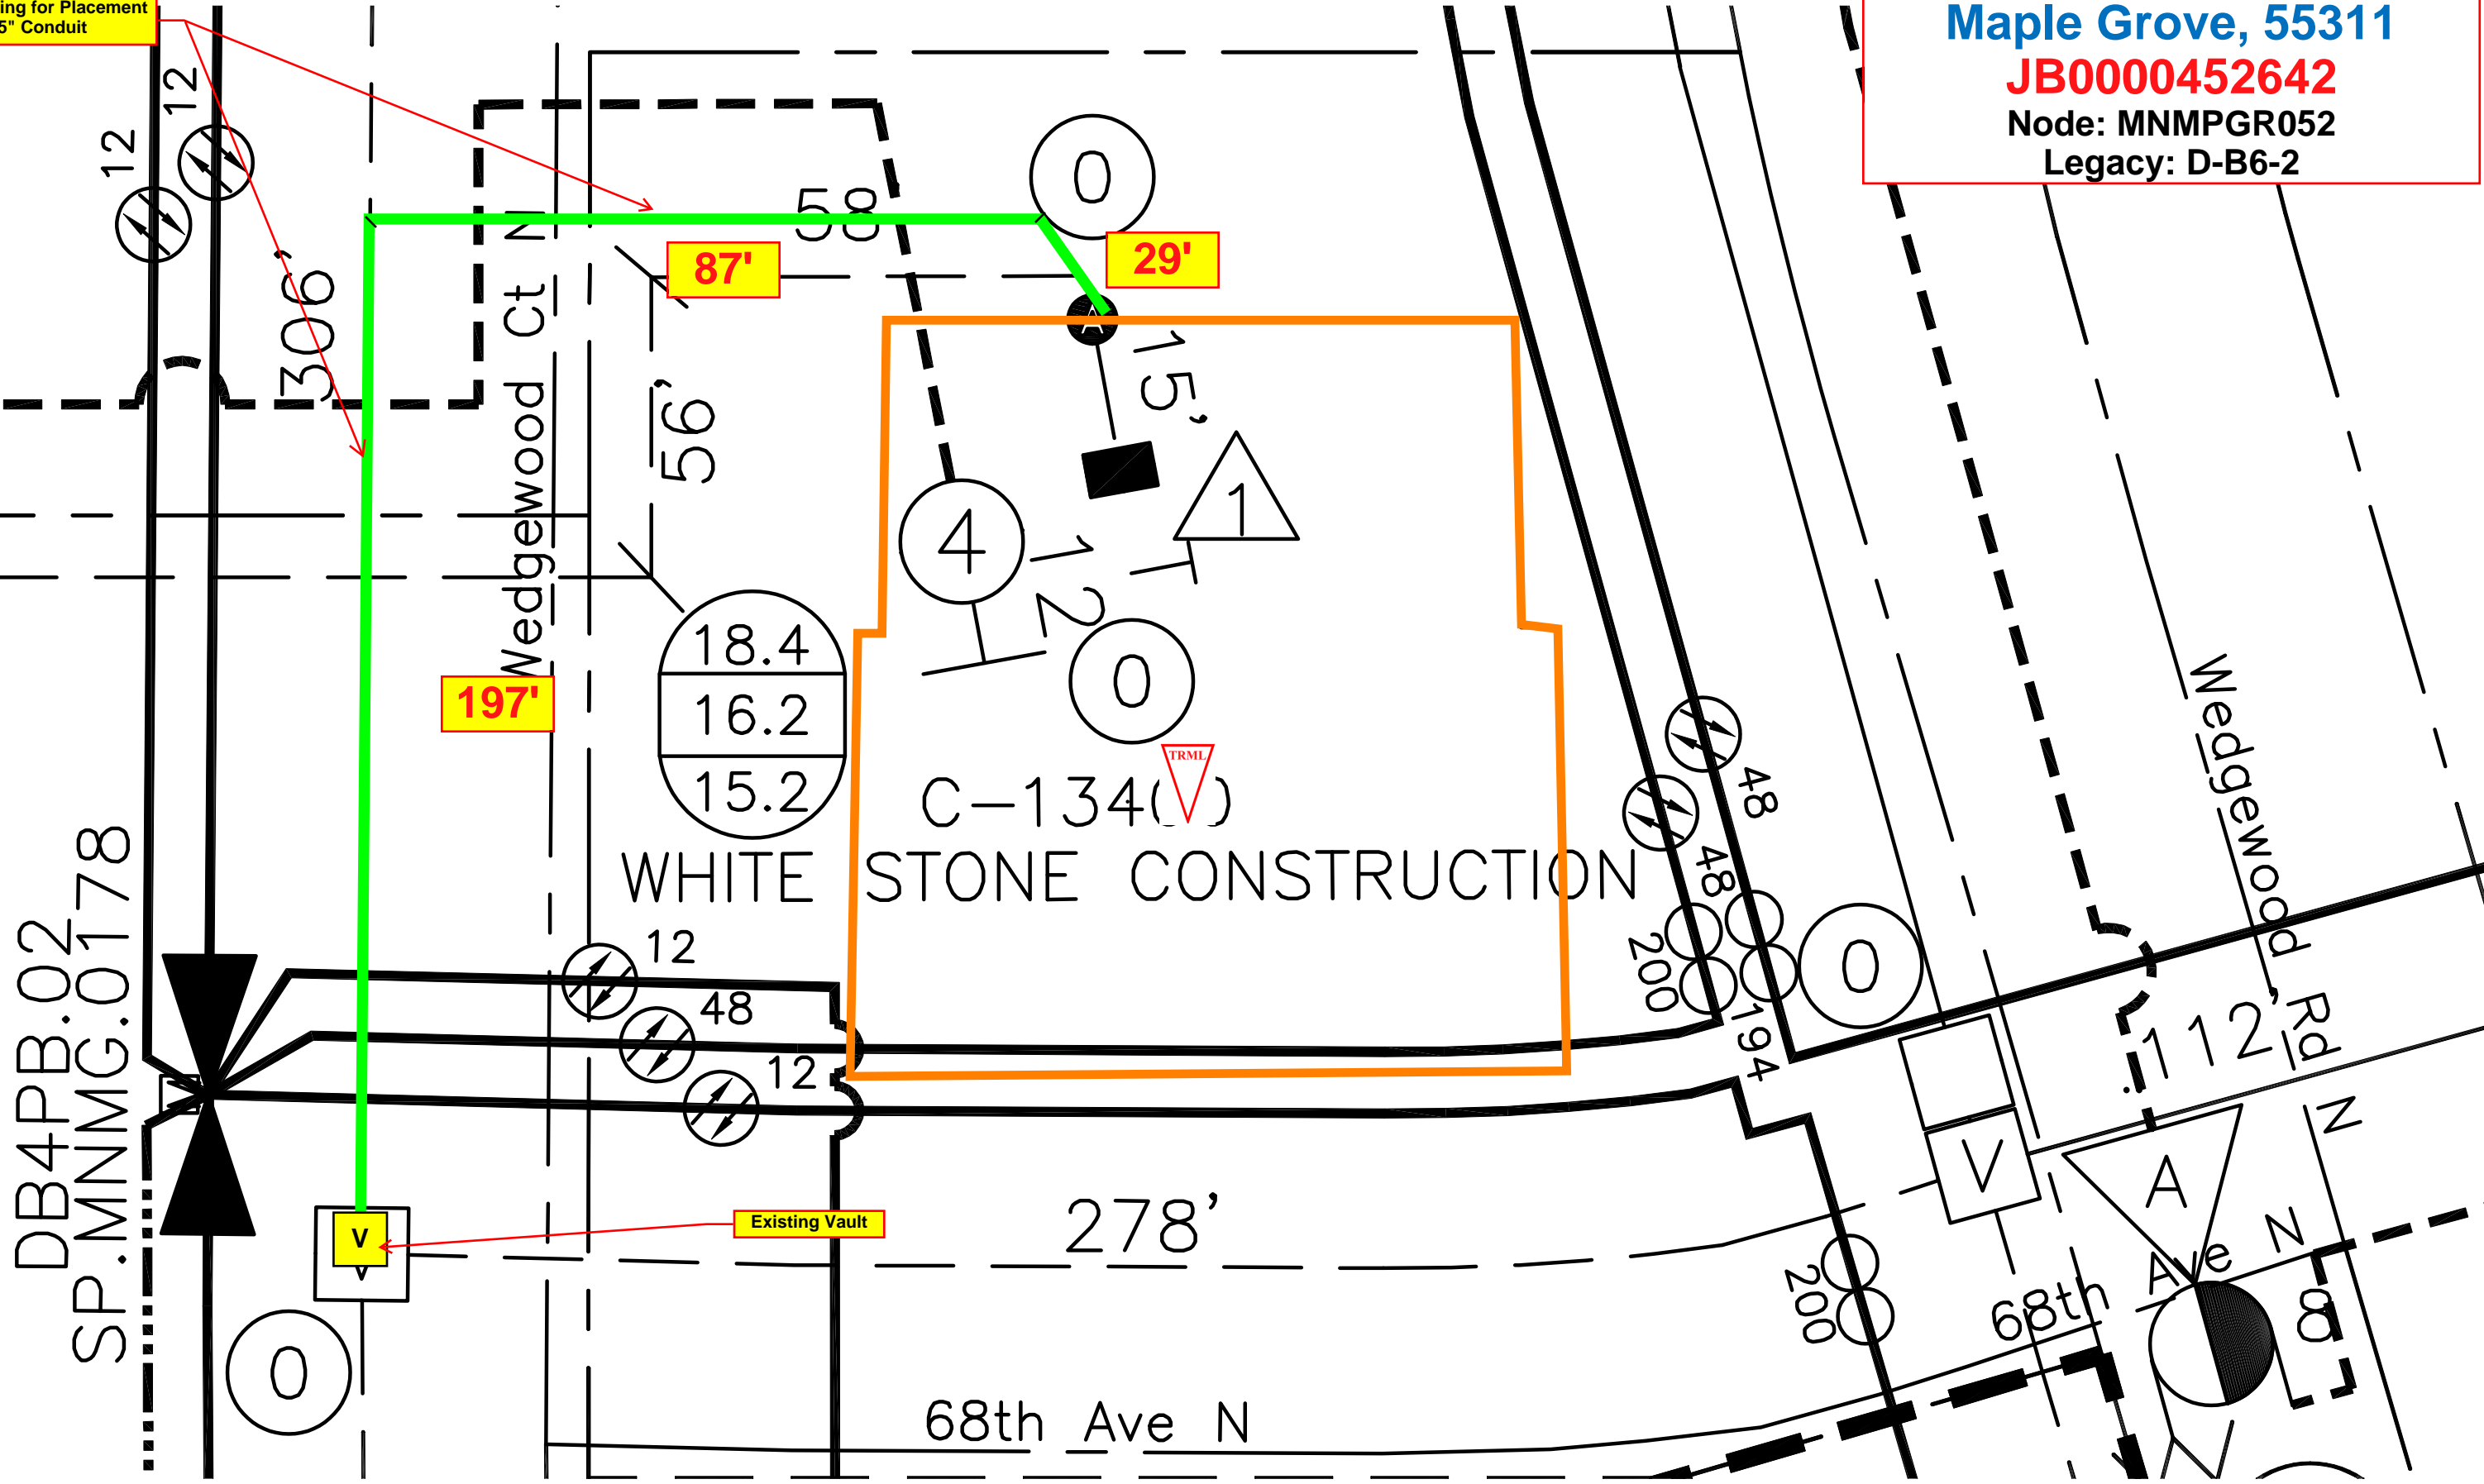 ing for Placement
5" Conduit
Maple Grove, 55311
JB0000452642
Node: MNMPGR052
Legacy: D-B6-2
12
12
306'
58'
0
87'
29'
A
15'
56'
Wedgewood Ct N
4
1
12
T
0
197'
18.4
16.2
15.2
TRML
C-134( )
WHITE STONE CONSTRUCTION
DB4PB:02
SP.MNMG:0178
12
48
12
48
48
200
194
0
Wedgewood Rd N
112'
V
V
Existing Vault
278'
V
A
200
68th Ave N
8
0
68th Ave N